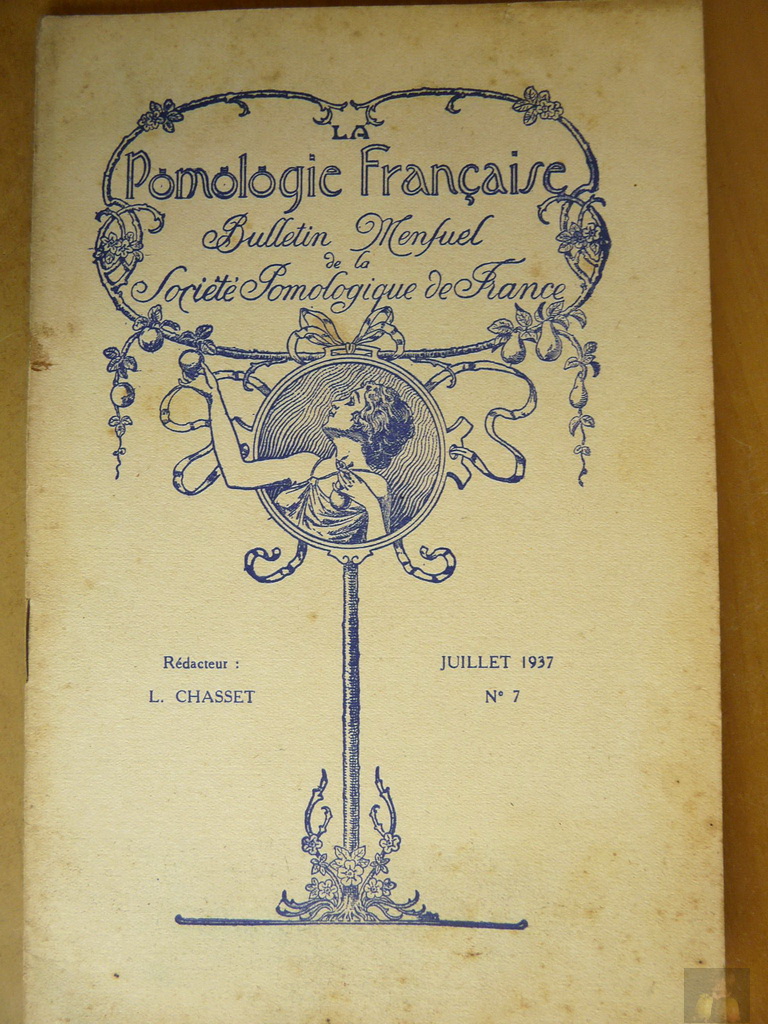 LA
Pomologie Française
Bulletin Mensuel
de la
Société Pomologique de France
Rédacteur :
L. CHASSET
JUILLET 1937
N° 7